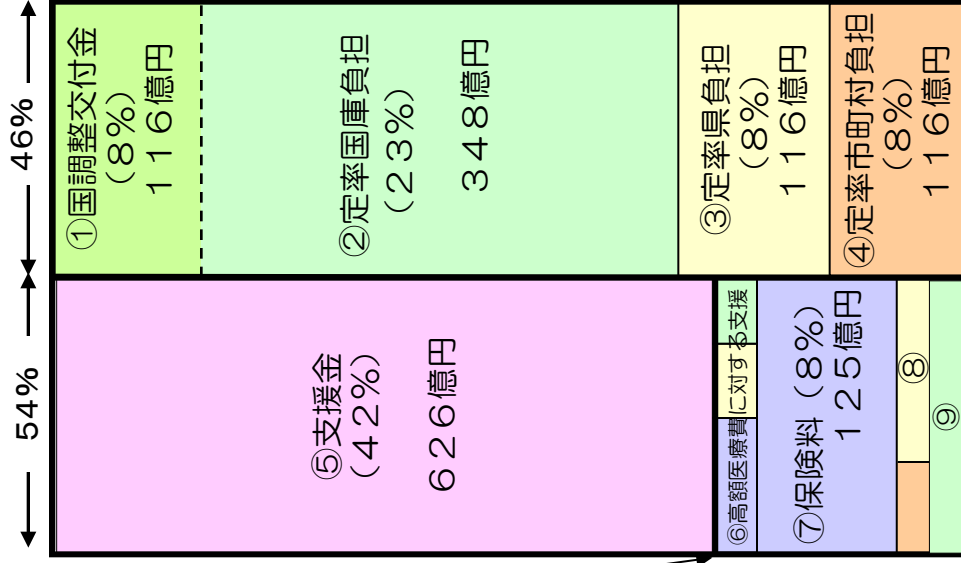 46%
①国調整交付金
(8%)
116億円
②定率国庫負担
(23%)
348億円
③定率県負担
(8%)
116億円
④定率市町村負担
(8%)
116億円
54%
⑤支援金
(42%)
626億円
⑥高額医療費に対する支援
⑦保険料(8%)
125億円
⑧
⑨